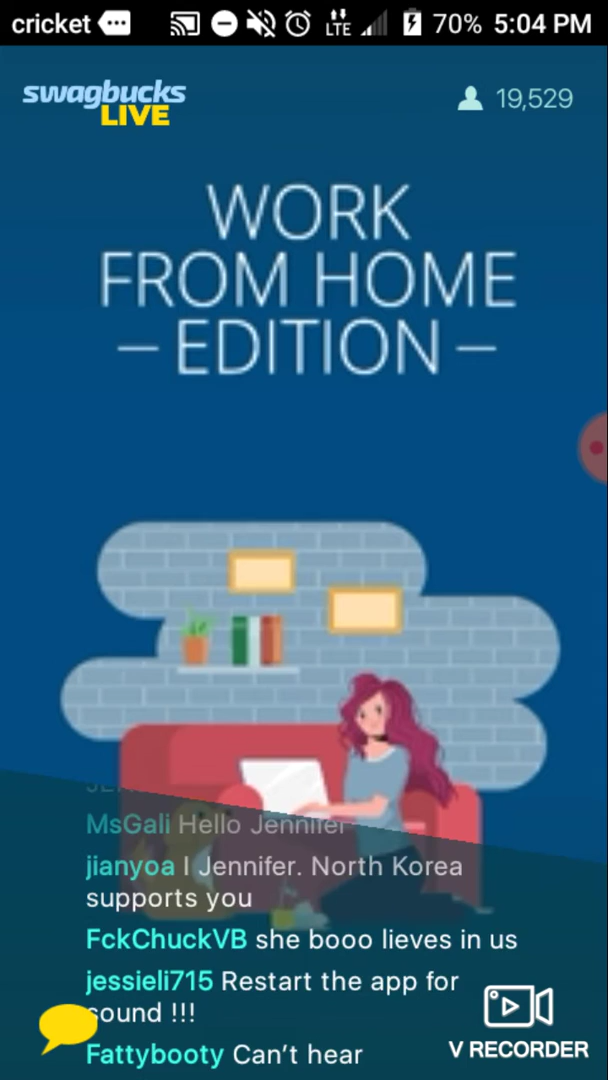 cricket LTE 70% 5:04 PM
swagbucks
LIVE
19,529
WORK
FROM HOME
– EDITION –
MsGali Hello Jennifer
jianyoa I Jennifer. North Korea
supports you
FckChuckVB she booo lieves in us
jessieli715 Restart the app for
sound !!!
Fattybooty Can't hear
V RECORDER